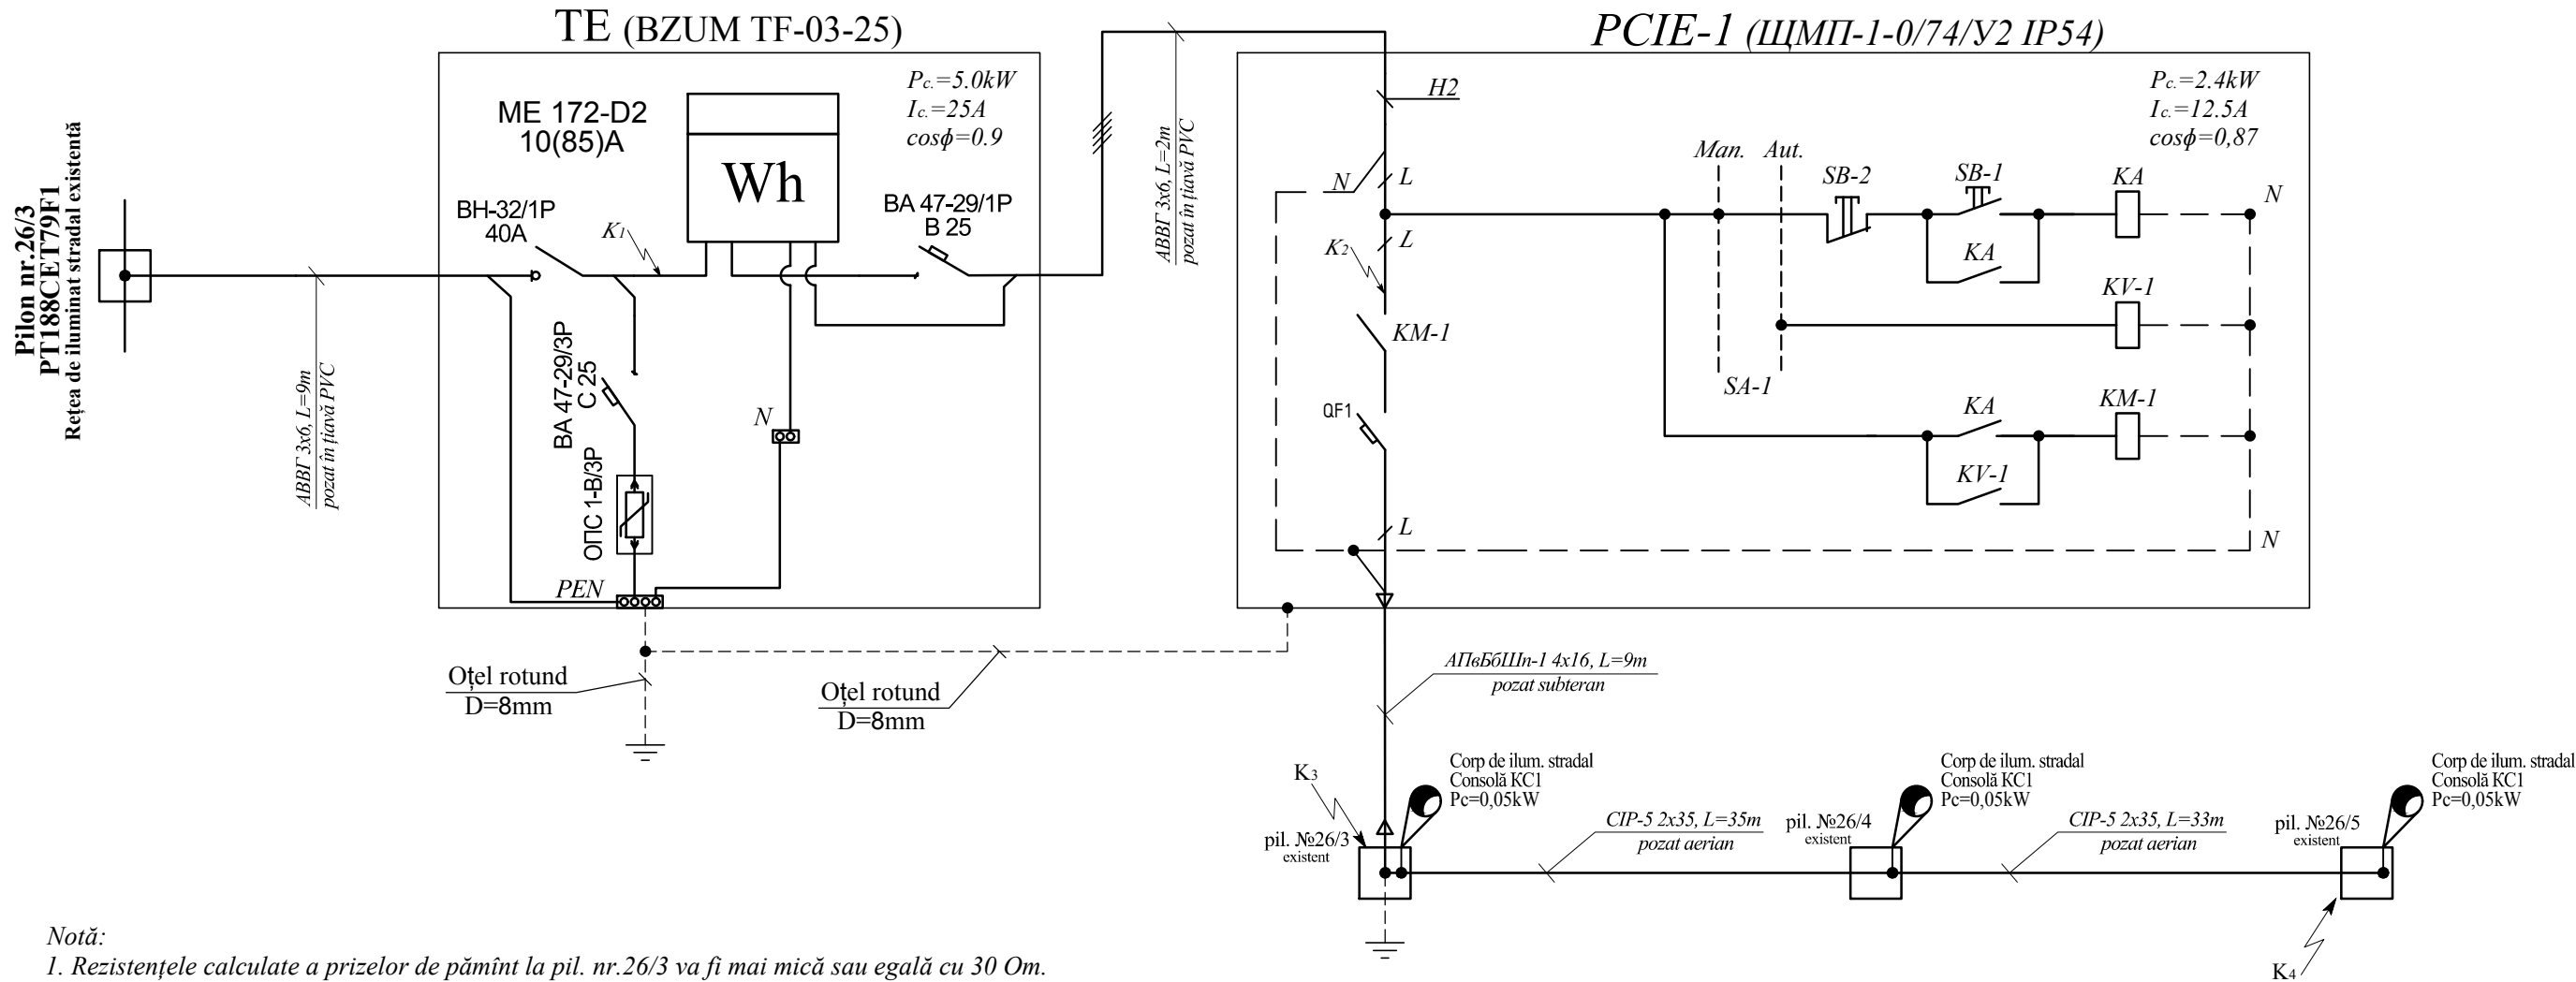 TE (BZUM TF-03-25)
PCIE-1 (ЩМП-1-0/74/У2 IP54)
Pilon nr.26/3
PT188CET79F1
Rețea de iluminat stradal existentă
АВВГ 3x6, L=9m
pozat în țiavă PVC
ME 172-D2
10(85)A
Wh
Pc.=5.0kW
Ic.=25A
cosϕ=0.9
BH-32/1P
40A
K1
BA 47-29/1P
B 25
BA 47-29/3P
C 25
ОПС 1-B/3P
N
PEN
АВВГ 3x6, L=2m
pozat în țiavă PVC
H2
N
L
L
K2
KM-1
QF1
L
Pc.=2.4kW
Ic.=12.5A
cosϕ=0,87
Man.
Aut.
SA-1
SB-2
SB-1
KA
N
KA
KV-1
KA
KM-1
KV-1
N
Oțel rotund
D=8mm
Oțel rotund
D=8mm
АПвБбШп-1 4x16, L=9m
pozat subteran
K3
pil. №26/3
existent
Corp de ilum. stradal
Consolă KC1
Pc=0,05kW
CIP-5 2x35, L=35m
pozat aerian
pil. №26/4
existent
Corp de ilum. stradal
Consolă KC1
Pc=0,05kW
CIP-5 2x35, L=33m
pozat aerian
pil. №26/5
existent
Corp de ilum. stradal
Consolă KC1
Pc=0,05kW
K4
Notă:
1. Rezistențele calculate a prizelor de pămînt la pil. nr.26/3 va fi mai mică sau egală cu 30 Om.